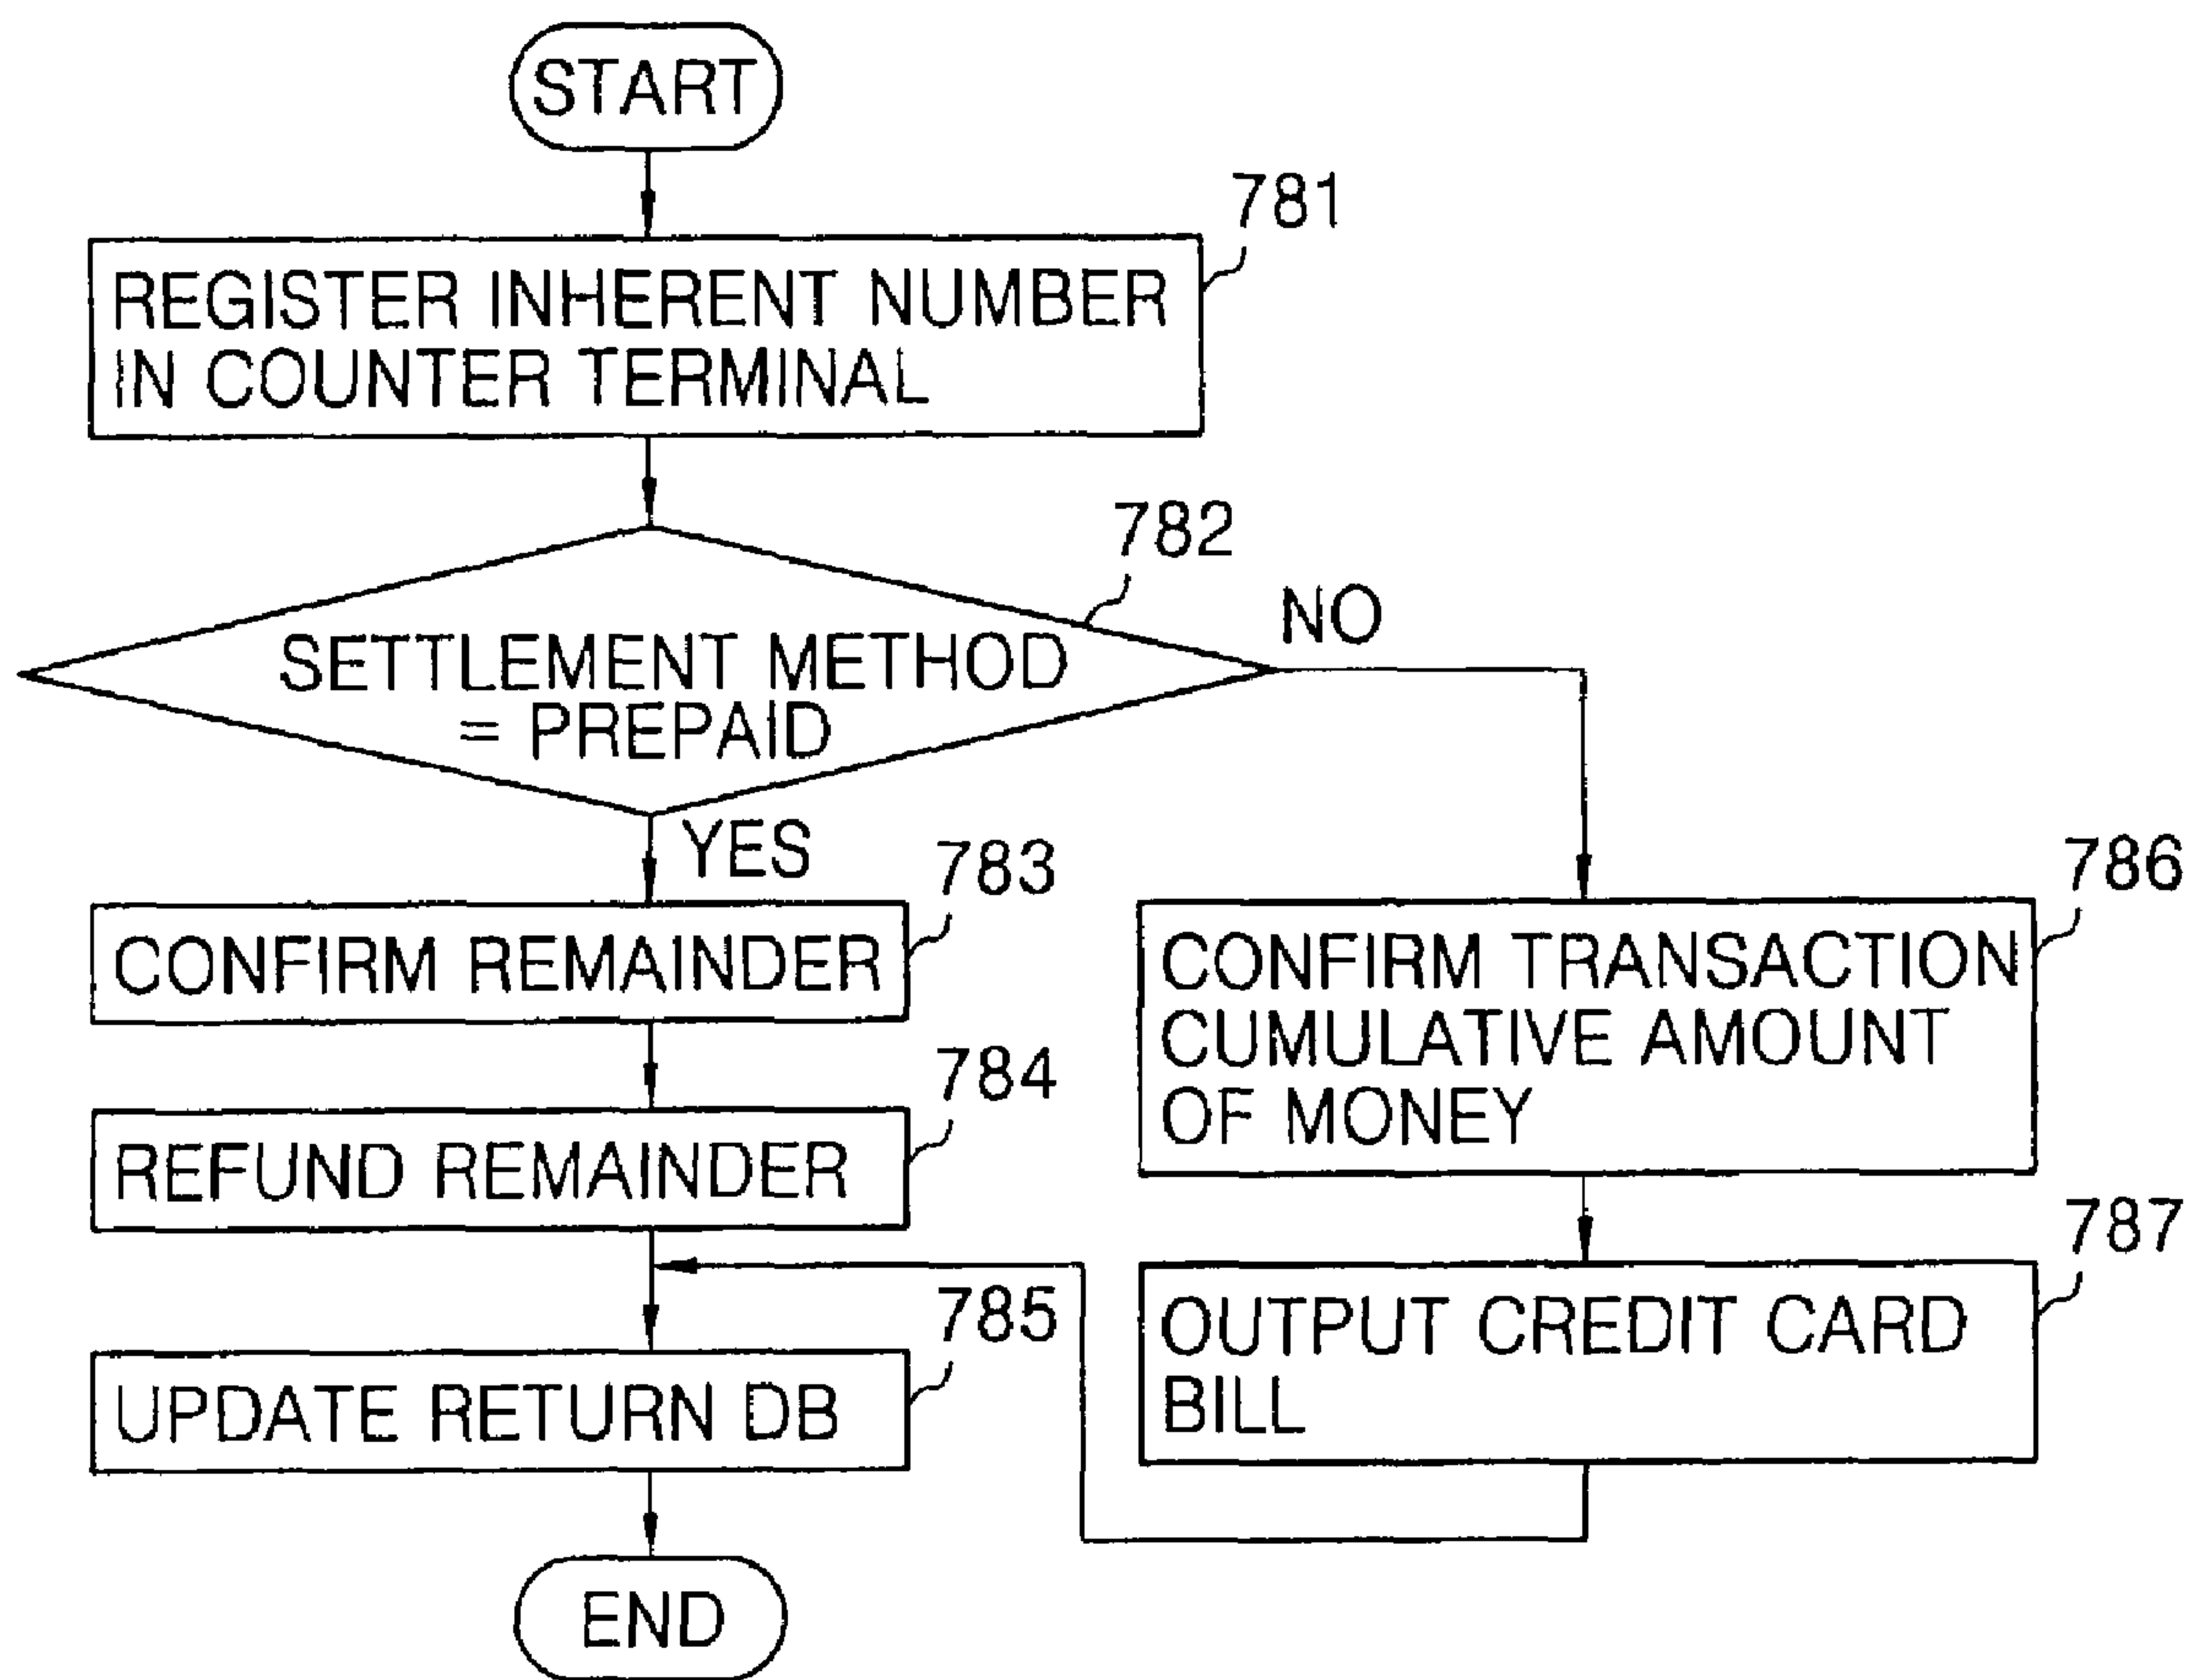 START
781
REGISTER INHERENT NUMBER
IN COUNTER TERMINAL
782
SETTLEMENT METHOD
= PREPAID
NO
YES
783
CONFIRM REMAINDER
784
REFUND REMAINDER
785
UPDATE RETURN DB
END
786
CONFIRM TRANSACTION
CUMULATIVE AMOUNT
OF MONEY
787
OUTPUT CREDIT CARD
BILL